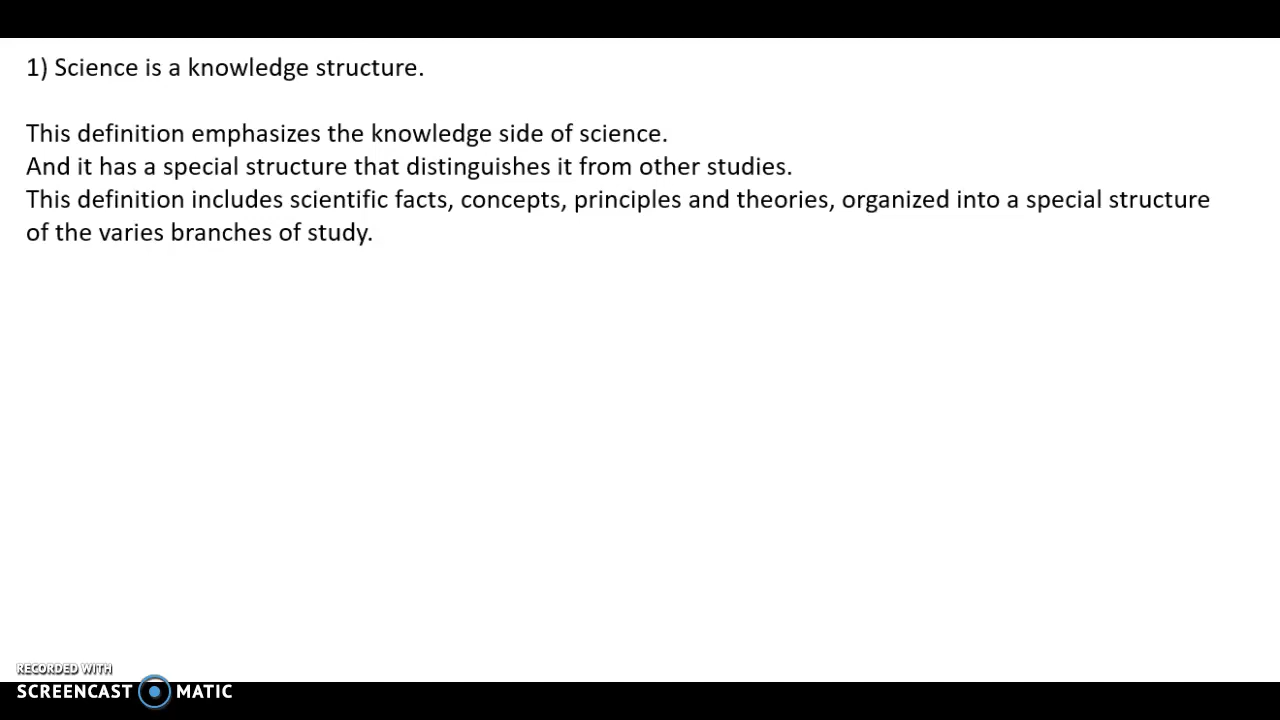 1) Science is a knowledge structure.
This definition emphasizes the knowledge side of science.
And it has a special structure that distinguishes it from other studies.
This definition includes scientific facts, concepts, principles and theories, organized into a special structure
of the varies branches of study.
RECORDED WITH
SCREENCAST MATIC